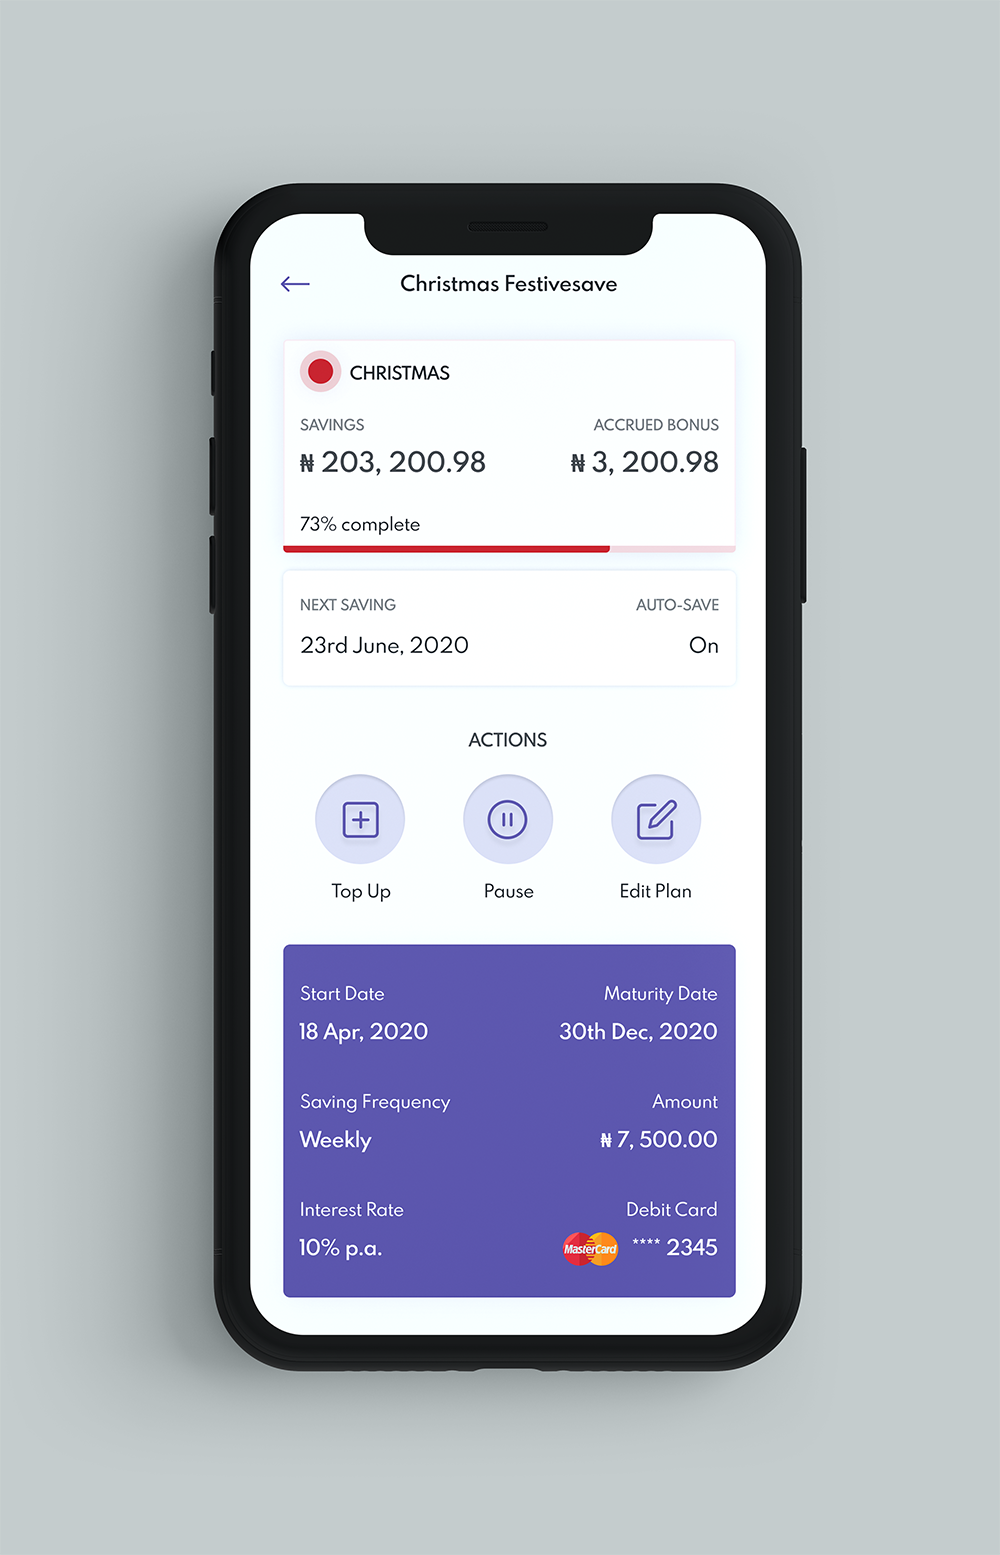 Christmas Festivesave
CHRISTMAS
SAVINGS ACCRUED BONUS
₦ 203, 200.98 ₦ 3, 200.98
73% complete
NEXT SAVING AUTO-SAVE
23rd June, 2020 On
ACTIONS
Top Up Pause Edit Plan
Start Date Maturity Date
18 Apr, 2020 30th Dec, 2020
Saving Frequency Amount
Weekly ₦ 7, 500.00
Interest Rate Debit Card
10% p.a. MasterCard **** 2345